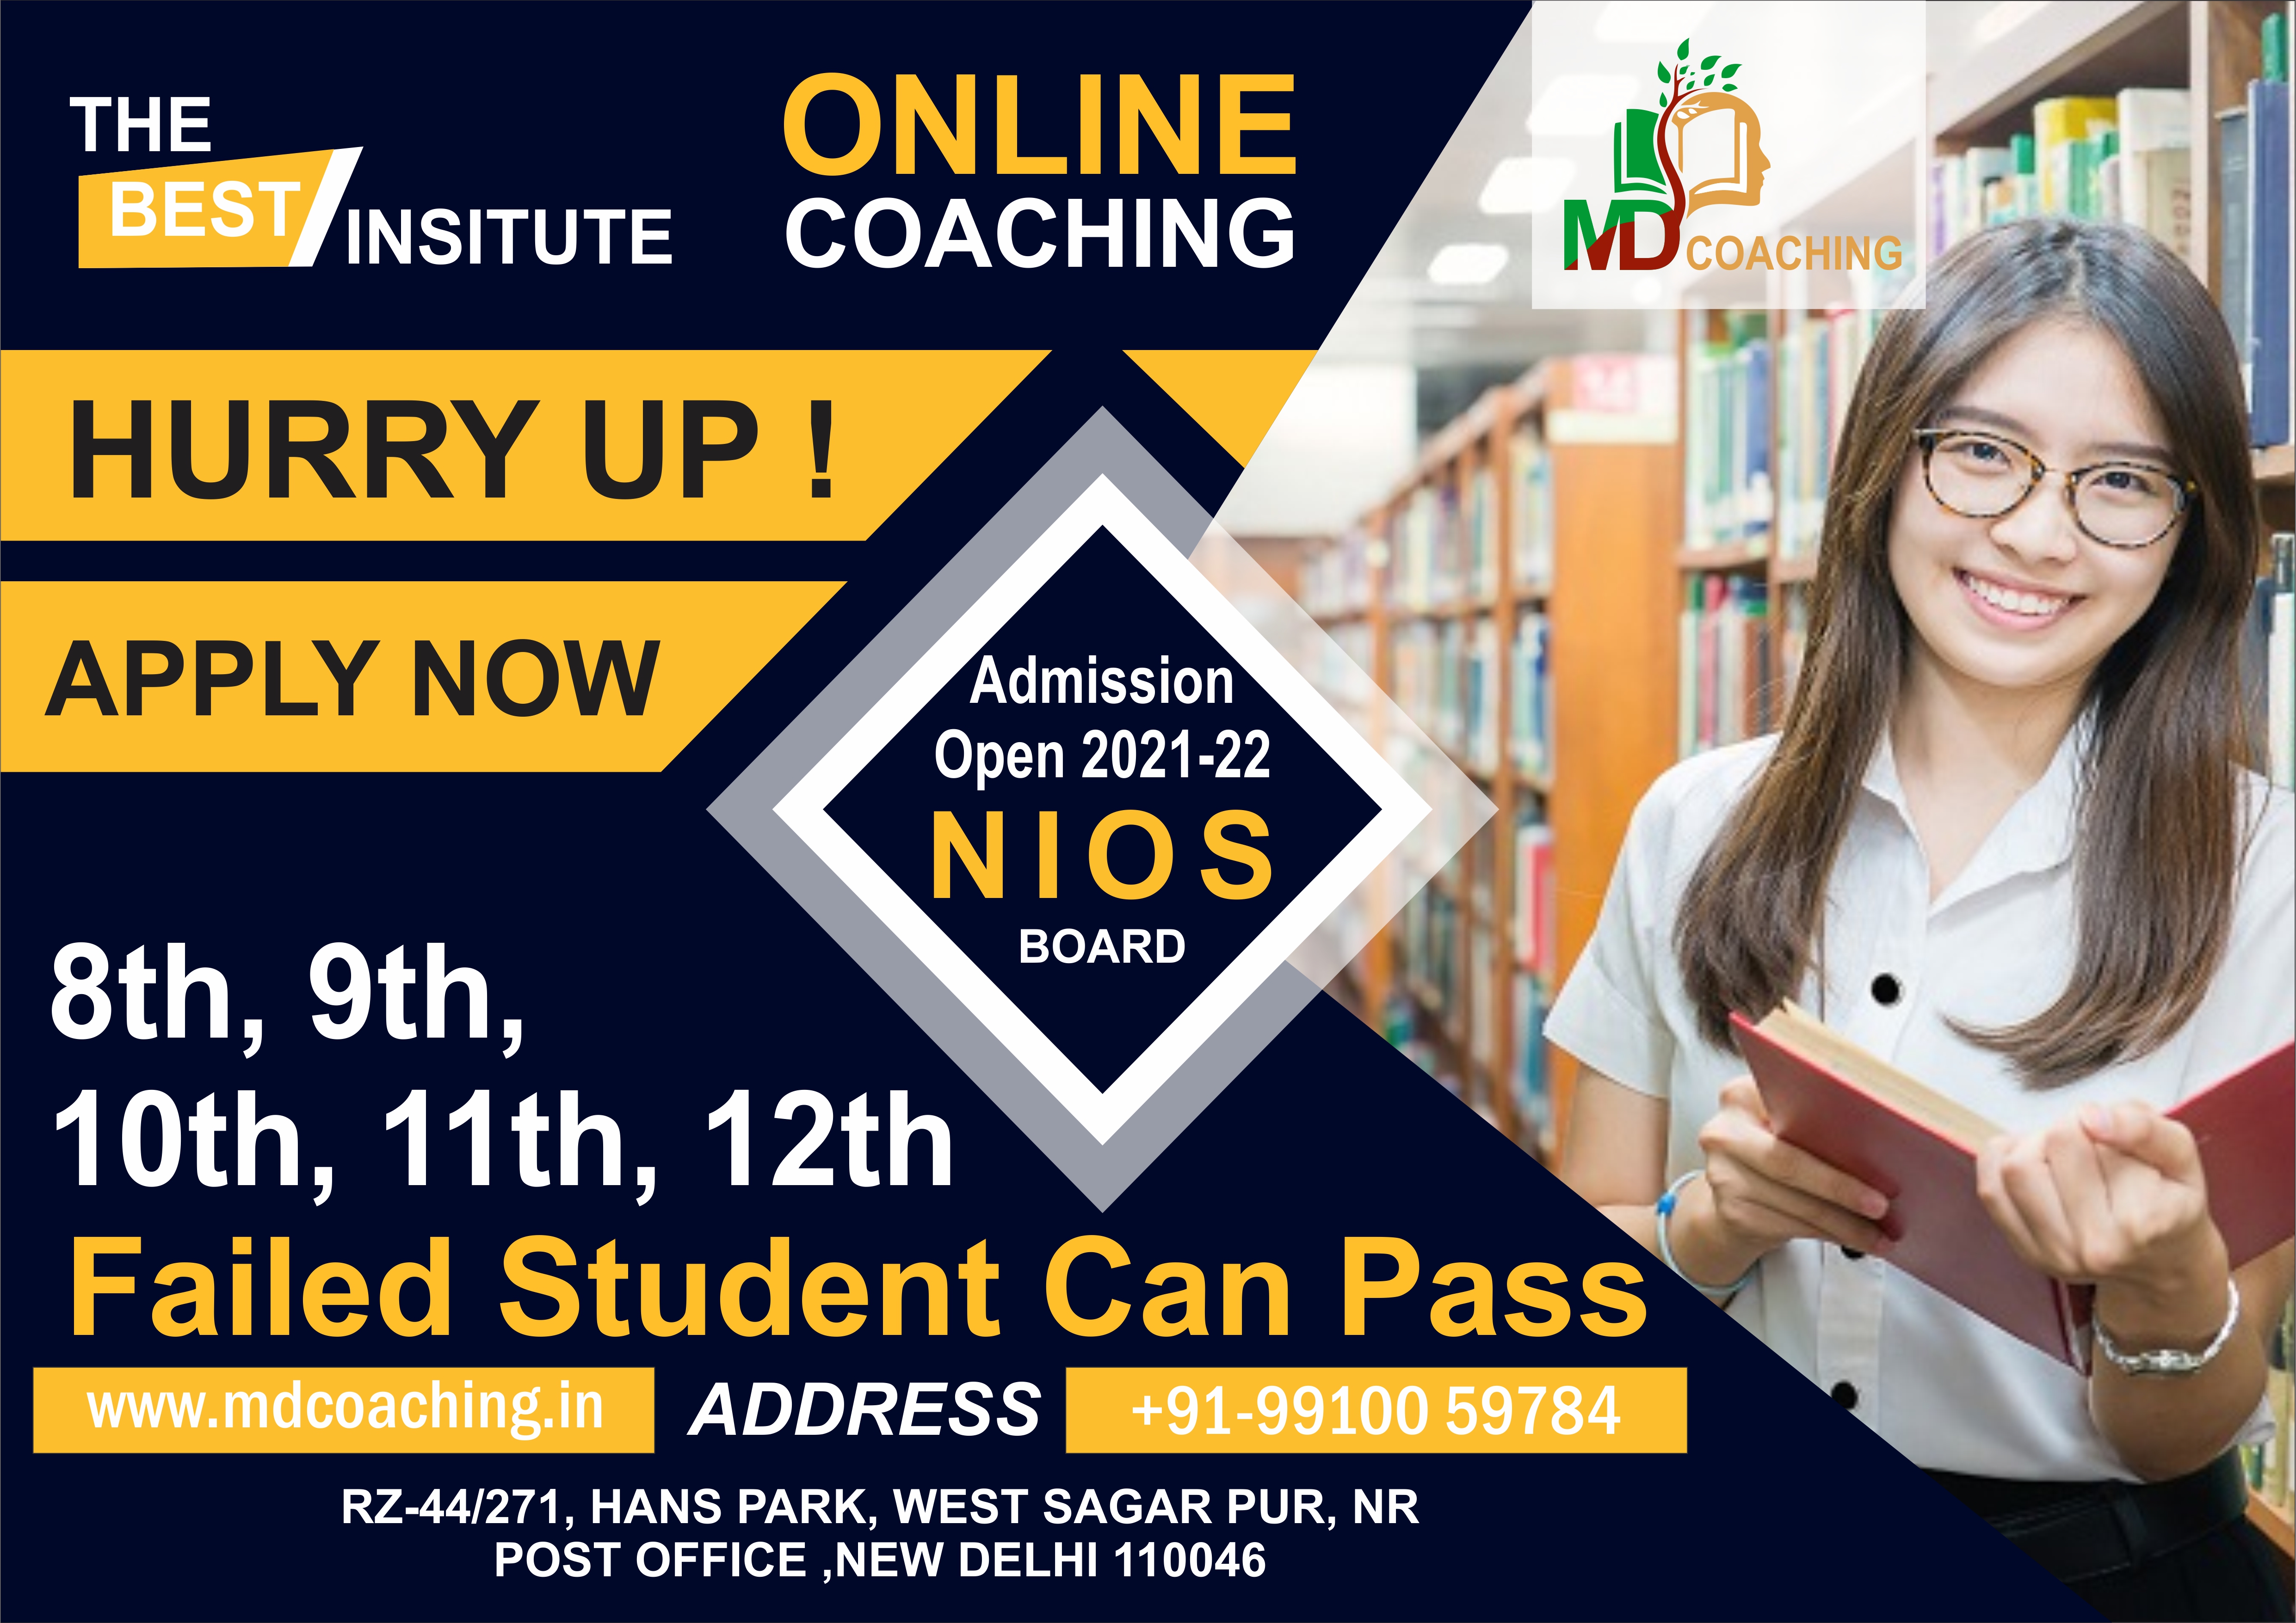 THE
BEST
INSITUTE
ONLINE
COACHING
MD COACHING
HURRY UP !
APPLY NOW
Admission
Open 2021-22
NIOS
BOARD
8th, 9th,
10th, 11th, 12th
Failed Student Can Pass
www.mdcoaching.in
ADDRESS
+91-99100 59784
RZ-44/271, HANS PARK, WEST SAGAR PUR, NR
POST OFFICE ,NEW DELHI 110046